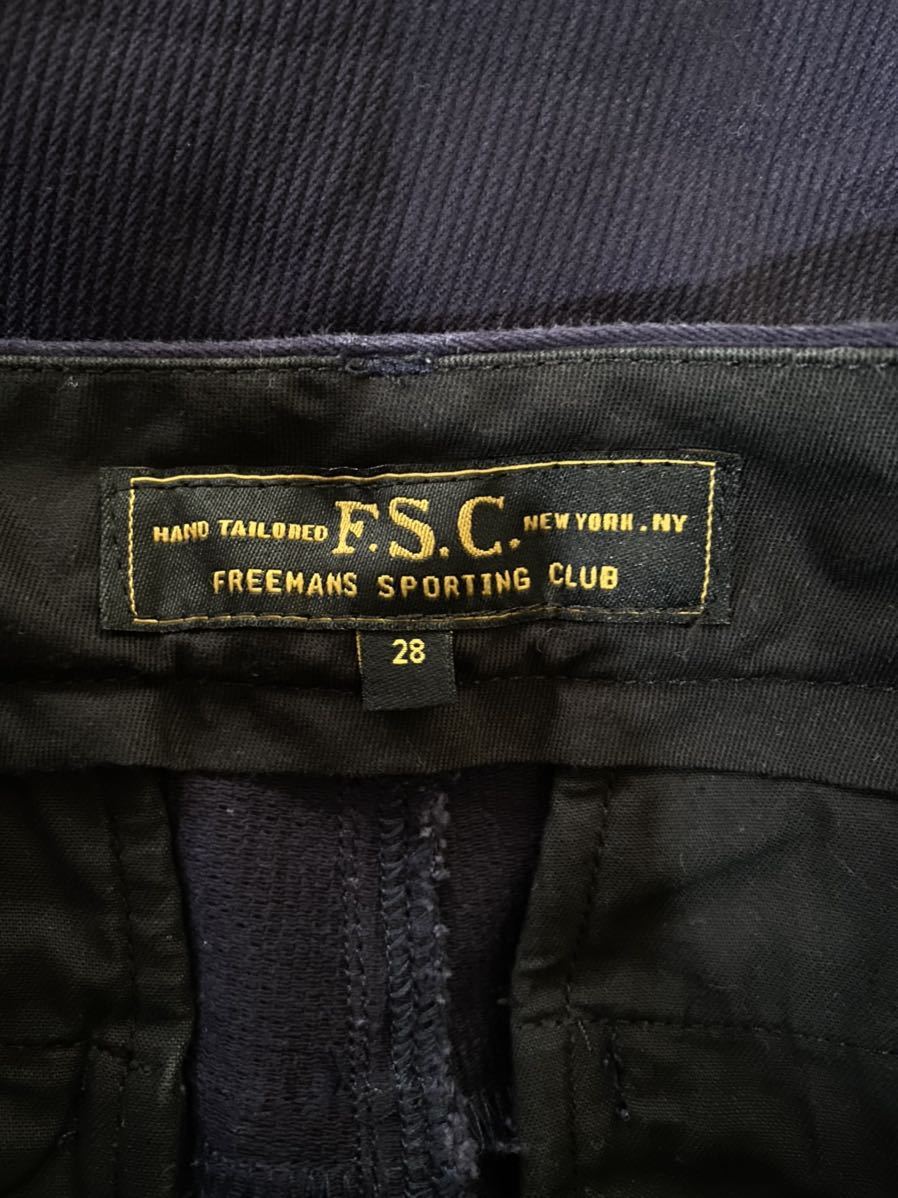 HAND TAILORED F.S.C. NEW YORK.NY
FREEMANS SPORTING CLUB
28